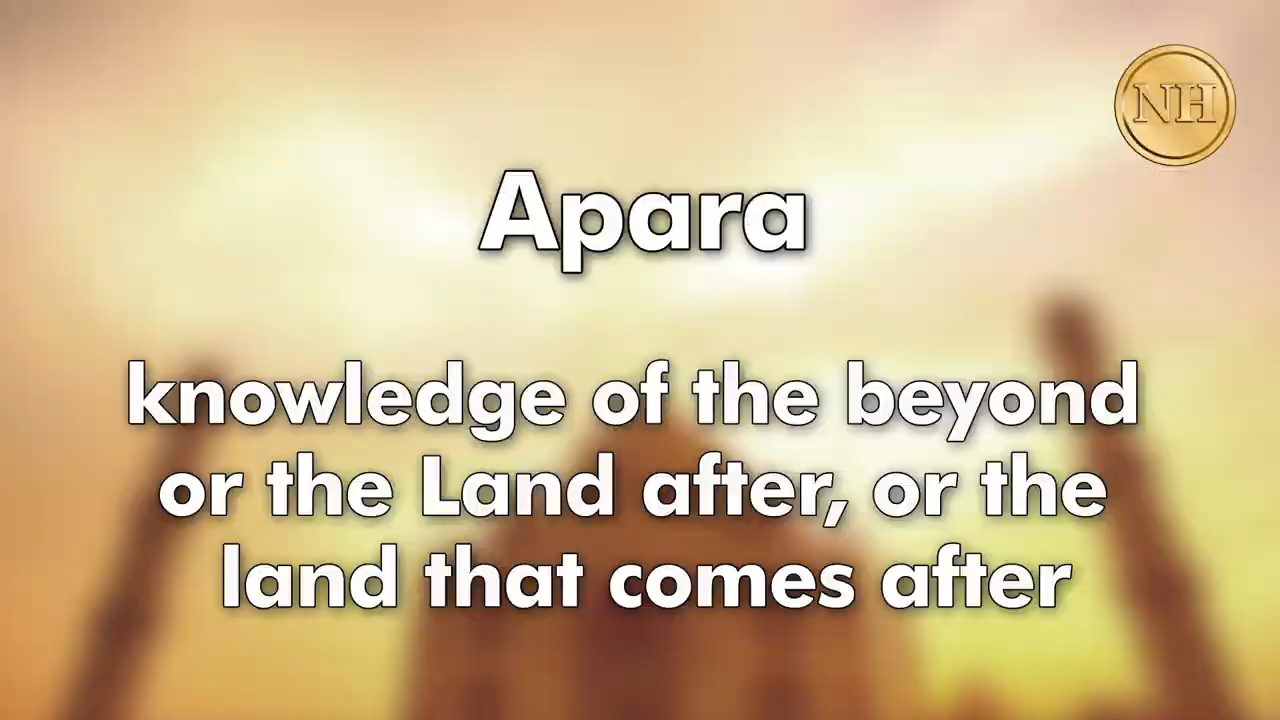 NH
Apara
knowledge of the beyond
or the Land after, or the
land that comes after